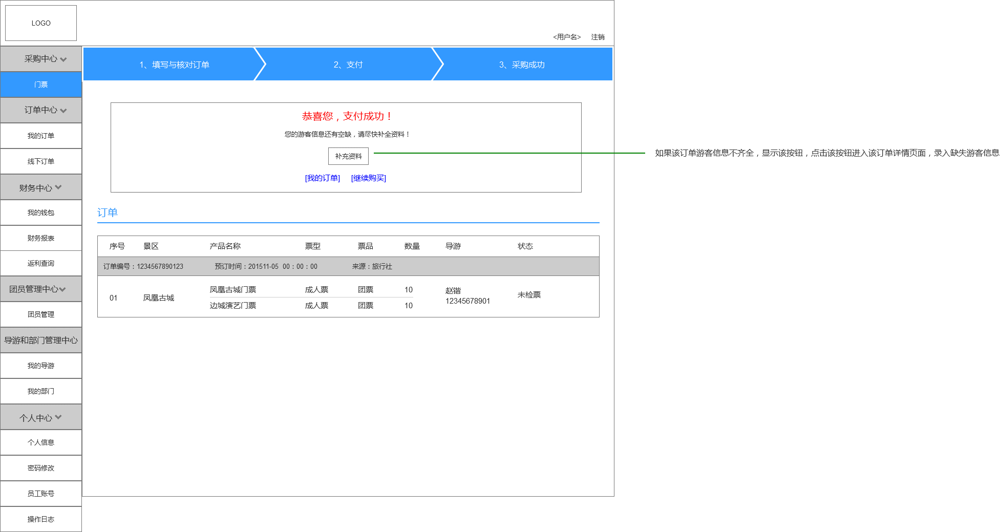 LOGO
<用户名> 注销
采购中心
门票
订单中心
我的订单
线下订单
财务中心
我的钱包
财务报表
返利查询
团员管理中心
团员管理
导游和部门管理中心
我的导游
我的部门
个人中心
个人信息
密码修改
员工账号
操作日志
1、填写与核对订单 2、支付 3、采购成功
恭喜您，支付成功！
您的游客信息还有空缺，请尽快补全资料！
补充资料
[我的订单] [继续购买]
如果该订单游客信息不齐全，显示该按钮，点击该按钮进入该订单详情页面，录入缺失游客信息
订单
序号 景区 产品名称 票型 票品 数量 导游 状态
订单编号：1234567890123 预订时间：201511-05 00：00：00 来源：旅行社
01 凤凰古城 凤凰古城门票 成人票 团票 10 赵锴 12345678901 未检票
边城演艺门票 成人票 团票 10